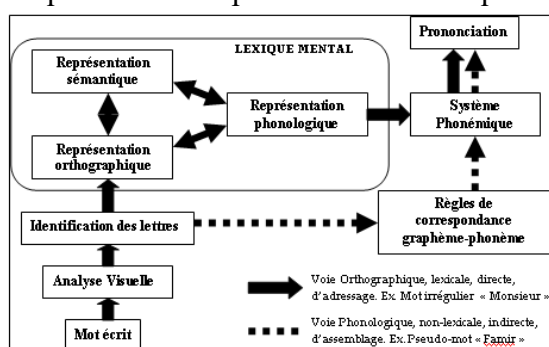 Prononciation
LEXIQUE MENTAL
Représentation
sémantique
Représentation
phonologique
Système
Phonémique
Représentation
orthographique
Identification des lettres
Règles de
correspondance
graphème-phonème
Analyse Visuelle
Mot écrit
Voie Orthographique, lexicale, directe,
d'adressage. Ex. Mot irrégulier « Monsieur »
Voie Phonologique, non-lexicale, indirecte,
d'assemblage. Ex. Pseudo-mot « Famir »